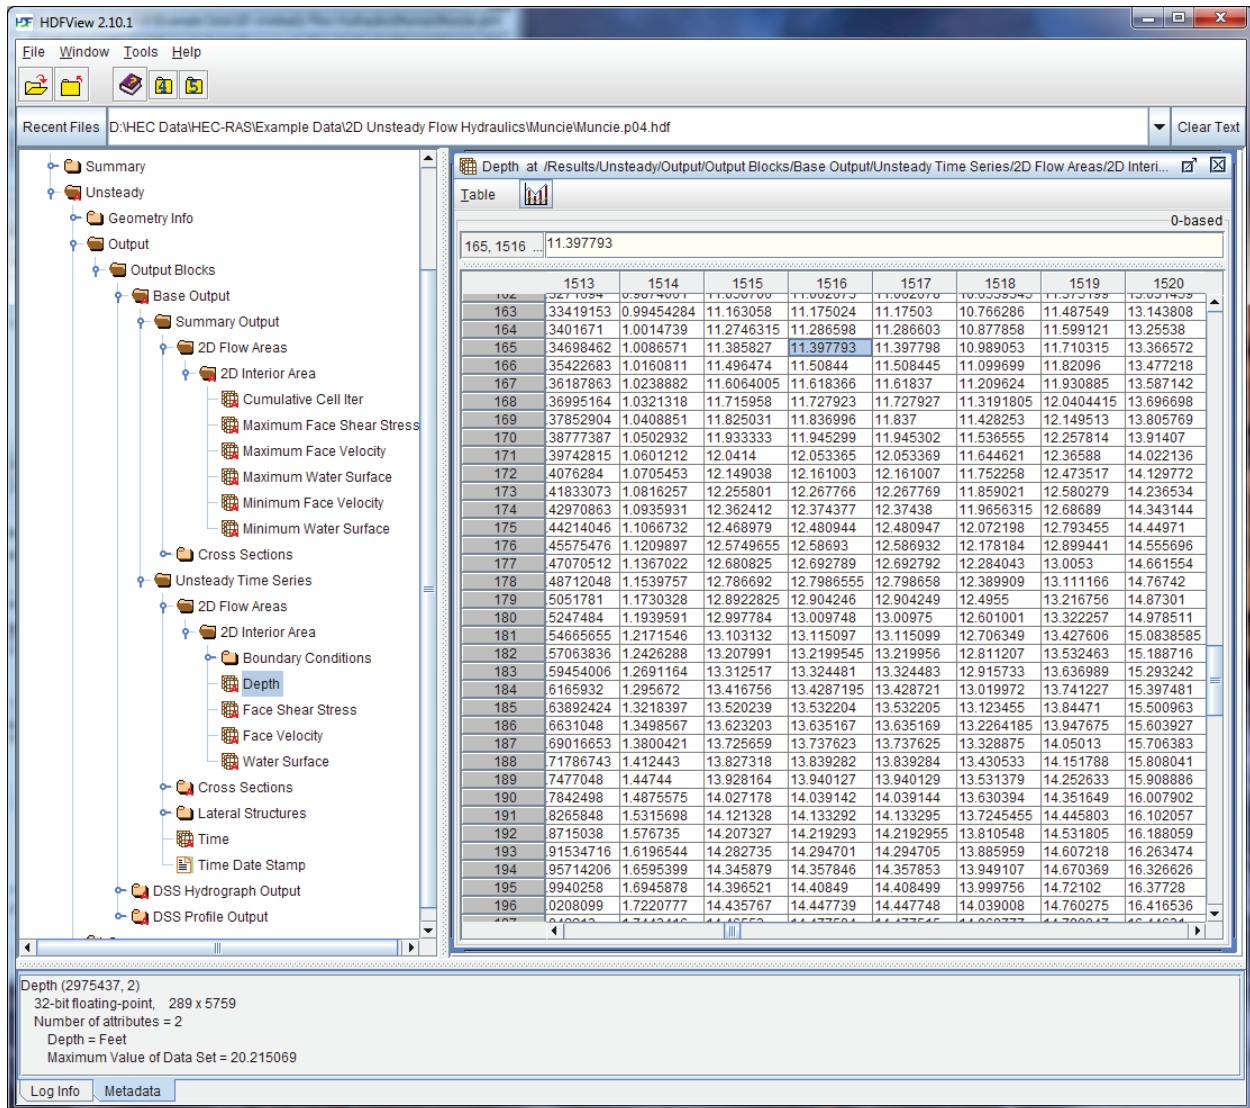 HDFView 2.10.1
File Window Tools Help
Recent Files D:\HEC Data\HEC-RAS\Example Data\2D Unsteady Flow Hydraulics\Muncie\Muncie.p04.hdf Clear Text
Summary
Unsteady
Geometry Info
Output
Output Blocks
Base Output
Summary Output
2D Flow Areas
2D Interior Area
Cumulative Cell Iter
Maximum Face Shear Stress
Maximum Face Velocity
Maximum Water Surface
Minimum Face Velocity
Minimum Water Surface
Cross Sections
Unsteady Time Series
2D Flow Areas
2D Interior Area
Boundary Conditions
Depth
Face Shear Stress
Face Velocity
Water Surface
Cross Sections
Lateral Structures
Time
Time Date Stamp
DSS Hydrograph Output
DSS Profile Output
Depth at /Results/Unsteady/Output/Output Blocks/Base Output/Unsteady Time Series/2D Flow Areas/2D Interi...
Table
0-based
165, 1516 ... 11.397793
1513 1514 1515 1516 1517 1518 1519 1520
163 .33419153 0.99454284 11.163058 11.175024 11.17503 10.766286 11.487549 13.143808
164 .3401671 1.0014739 11.2746315 11.286598 11.286603 10.877858 11.599121 13.25538
165 .34698462 1.0086571 11.385827 11.397793 11.397798 10.989053 11.710315 13.366572
166 .35422683 1.0160811 11.496474 11.50844 11.508445 11.099699 11.82096 13.477218
167 .36187863 1.0238882 11.6064005 11.618366 11.61837 11.209624 11.930885 13.587142
168 .36995164 1.0321318 11.715958 11.727923 11.727927 11.3191805 12.0404415 13.696698
169 .37852904 1.0408851 11.825031 11.836996 11.837 11.428253 12.149513 13.805769
170 .38777387 1.0502932 11.933333 11.945299 11.945302 11.536555 12.257814 13.91407
171 .39742815 1.0601212 12.0414 12.053365 12.053369 11.644621 12.36588 14.022136
172 .4076284 1.0705453 12.149038 12.161003 12.161007 11.752258 12.473517 14.129772
173 .41833073 1.0816257 12.255801 12.267766 12.267769 11.859021 12.580279 14.236534
174 .42970863 1.0935931 12.362412 12.374377 12.37438 11.9656315 12.68689 14.343144
175 .44214046 1.1066732 12.468979 12.480944 12.480947 12.072198 12.793455 14.44971
176 .45575476 1.1209897 12.5749655 12.58693 12.586932 12.178184 12.899441 14.555696
177 .47070512 1.1367022 12.680825 12.692789 12.692792 12.284043 13.0053 14.661554
178 .48712048 1.1539757 12.786692 12.7986555 12.798658 12.389909 13.111166 14.76742
179 .5051781 1.1730328 12.8922825 12.904246 12.904249 12.4955 13.216756 14.87301
180 .5247484 1.1939591 12.997784 13.009748 13.00975 12.601001 13.322257 14.978511
181 .54665655 1.2171546 13.103132 13.115097 13.115099 12.706349 13.427606 15.0838585
182 .57063836 1.2426288 13.207991 13.2199545 13.219956 12.811207 13.532463 15.188716
183 .59454006 1.2691164 13.312517 13.324481 13.324483 12.915733 13.636989 15.293242
184 .6165932 1.295672 13.416756 13.4287195 13.428721 13.019972 13.741227 15.397481
185 .63892424 1.3218397 13.520239 13.532204 13.532205 13.123455 13.84471 15.500963
186 .6631048 1.3498567 13.623203 13.635167 13.635169 13.2264185 13.947675 15.603927
187 .69016653 1.3800421 13.725659 13.737623 13.737625 13.328875 14.05013 15.706383
188 .71786743 1.412443 13.827318 13.839282 13.839284 13.430533 14.151788 15.808041
189 .7477048 1.44744 13.928164 13.940127 13.940129 13.531379 14.252633 15.908886
190 .7842498 1.4875575 14.027178 14.039142 14.039144 13.630394 14.351649 16.007902
191 .8265848 1.5315698 14.121328 14.133292 14.133295 13.7245455 14.445803 16.102057
192 .8715038 1.576735 14.207327 14.219293 14.2192955 13.810548 14.531805 16.188059
193 .91534716 1.6196544 14.282735 14.294701 14.294705 13.885959 14.607218 16.263474
194 .95714206 1.6595399 14.345879 14.357846 14.357853 13.949107 14.670369 16.326626
195 .9940258 1.6945878 14.396521 14.40849 14.408499 13.999756 14.72102 16.37728
196 .0208099 1.7220777 14.435767 14.447739 14.447748 14.039008 14.760275 16.416536
Depth (2975437, 2)
32-bit floating-point, 289 x 5759
Number of attributes = 2
Depth = Feet
Maximum Value of Data Set = 20.215069
Log Info Metadata